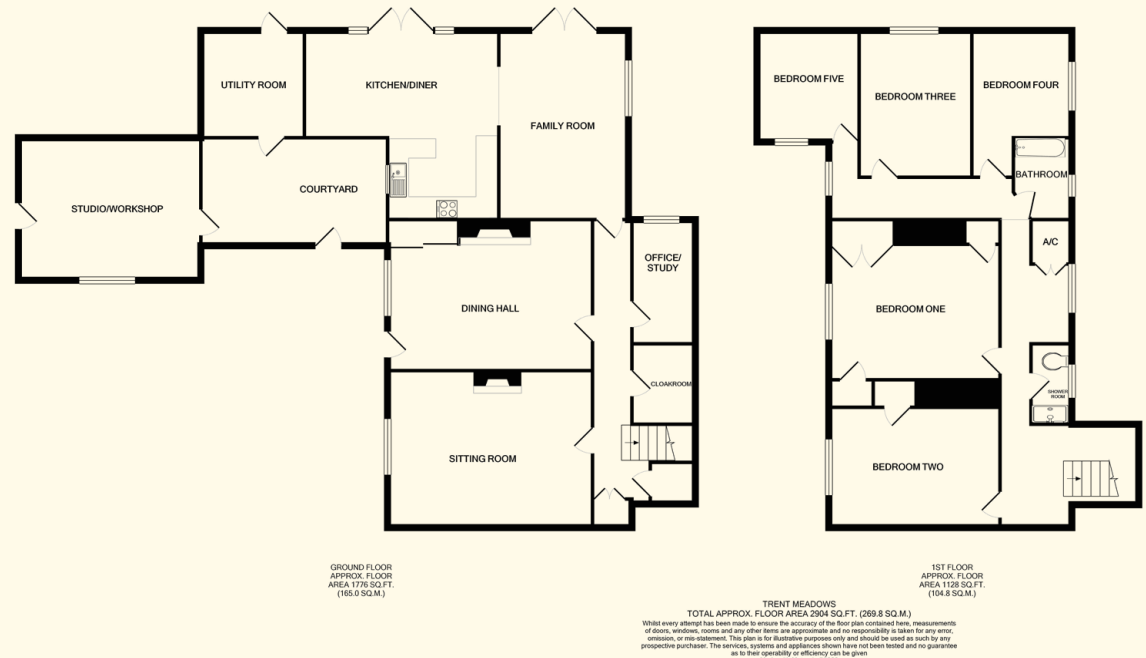 UTILITY ROOM
KITCHEN/DINER
FAMILY ROOM
STUDIO/WORKSHOP
COURTYARD
OFFICE/
STUDY
DINING HALL
CLOAKROOM
SITTING ROOM
GROUND FLOOR
APPROX. FLOOR
AREA 1776 SQ.FT.
(165.0 SQ.M.)
BEDROOM FIVE
BEDROOM THREE
BEDROOM FOUR
BATHROOM
A/C
BEDROOM ONE
SHOWER
ROOM
BEDROOM TWO
1ST FLOOR
APPROX. FLOOR
AREA 1128 SQ.FT.
(104.8 SQ.M.)
TRENT MEADOWS
TOTAL APPROX. FLOOR AREA 2904 SQ.FT. (269.8 SQ.M.)
Whilst every attempt has been made to ensure the accuracy of the floor plan contained here, measurements
of doors, windows, rooms and any other items are approximate and no responsibility is taken for any error,
omission, or mis-statement. This plan is for illustrative purposes only and should be used as such by any
prospective purchaser. The services, systems and appliances shown have not been tested and no guarantee
as to their operability or efficiency can be given